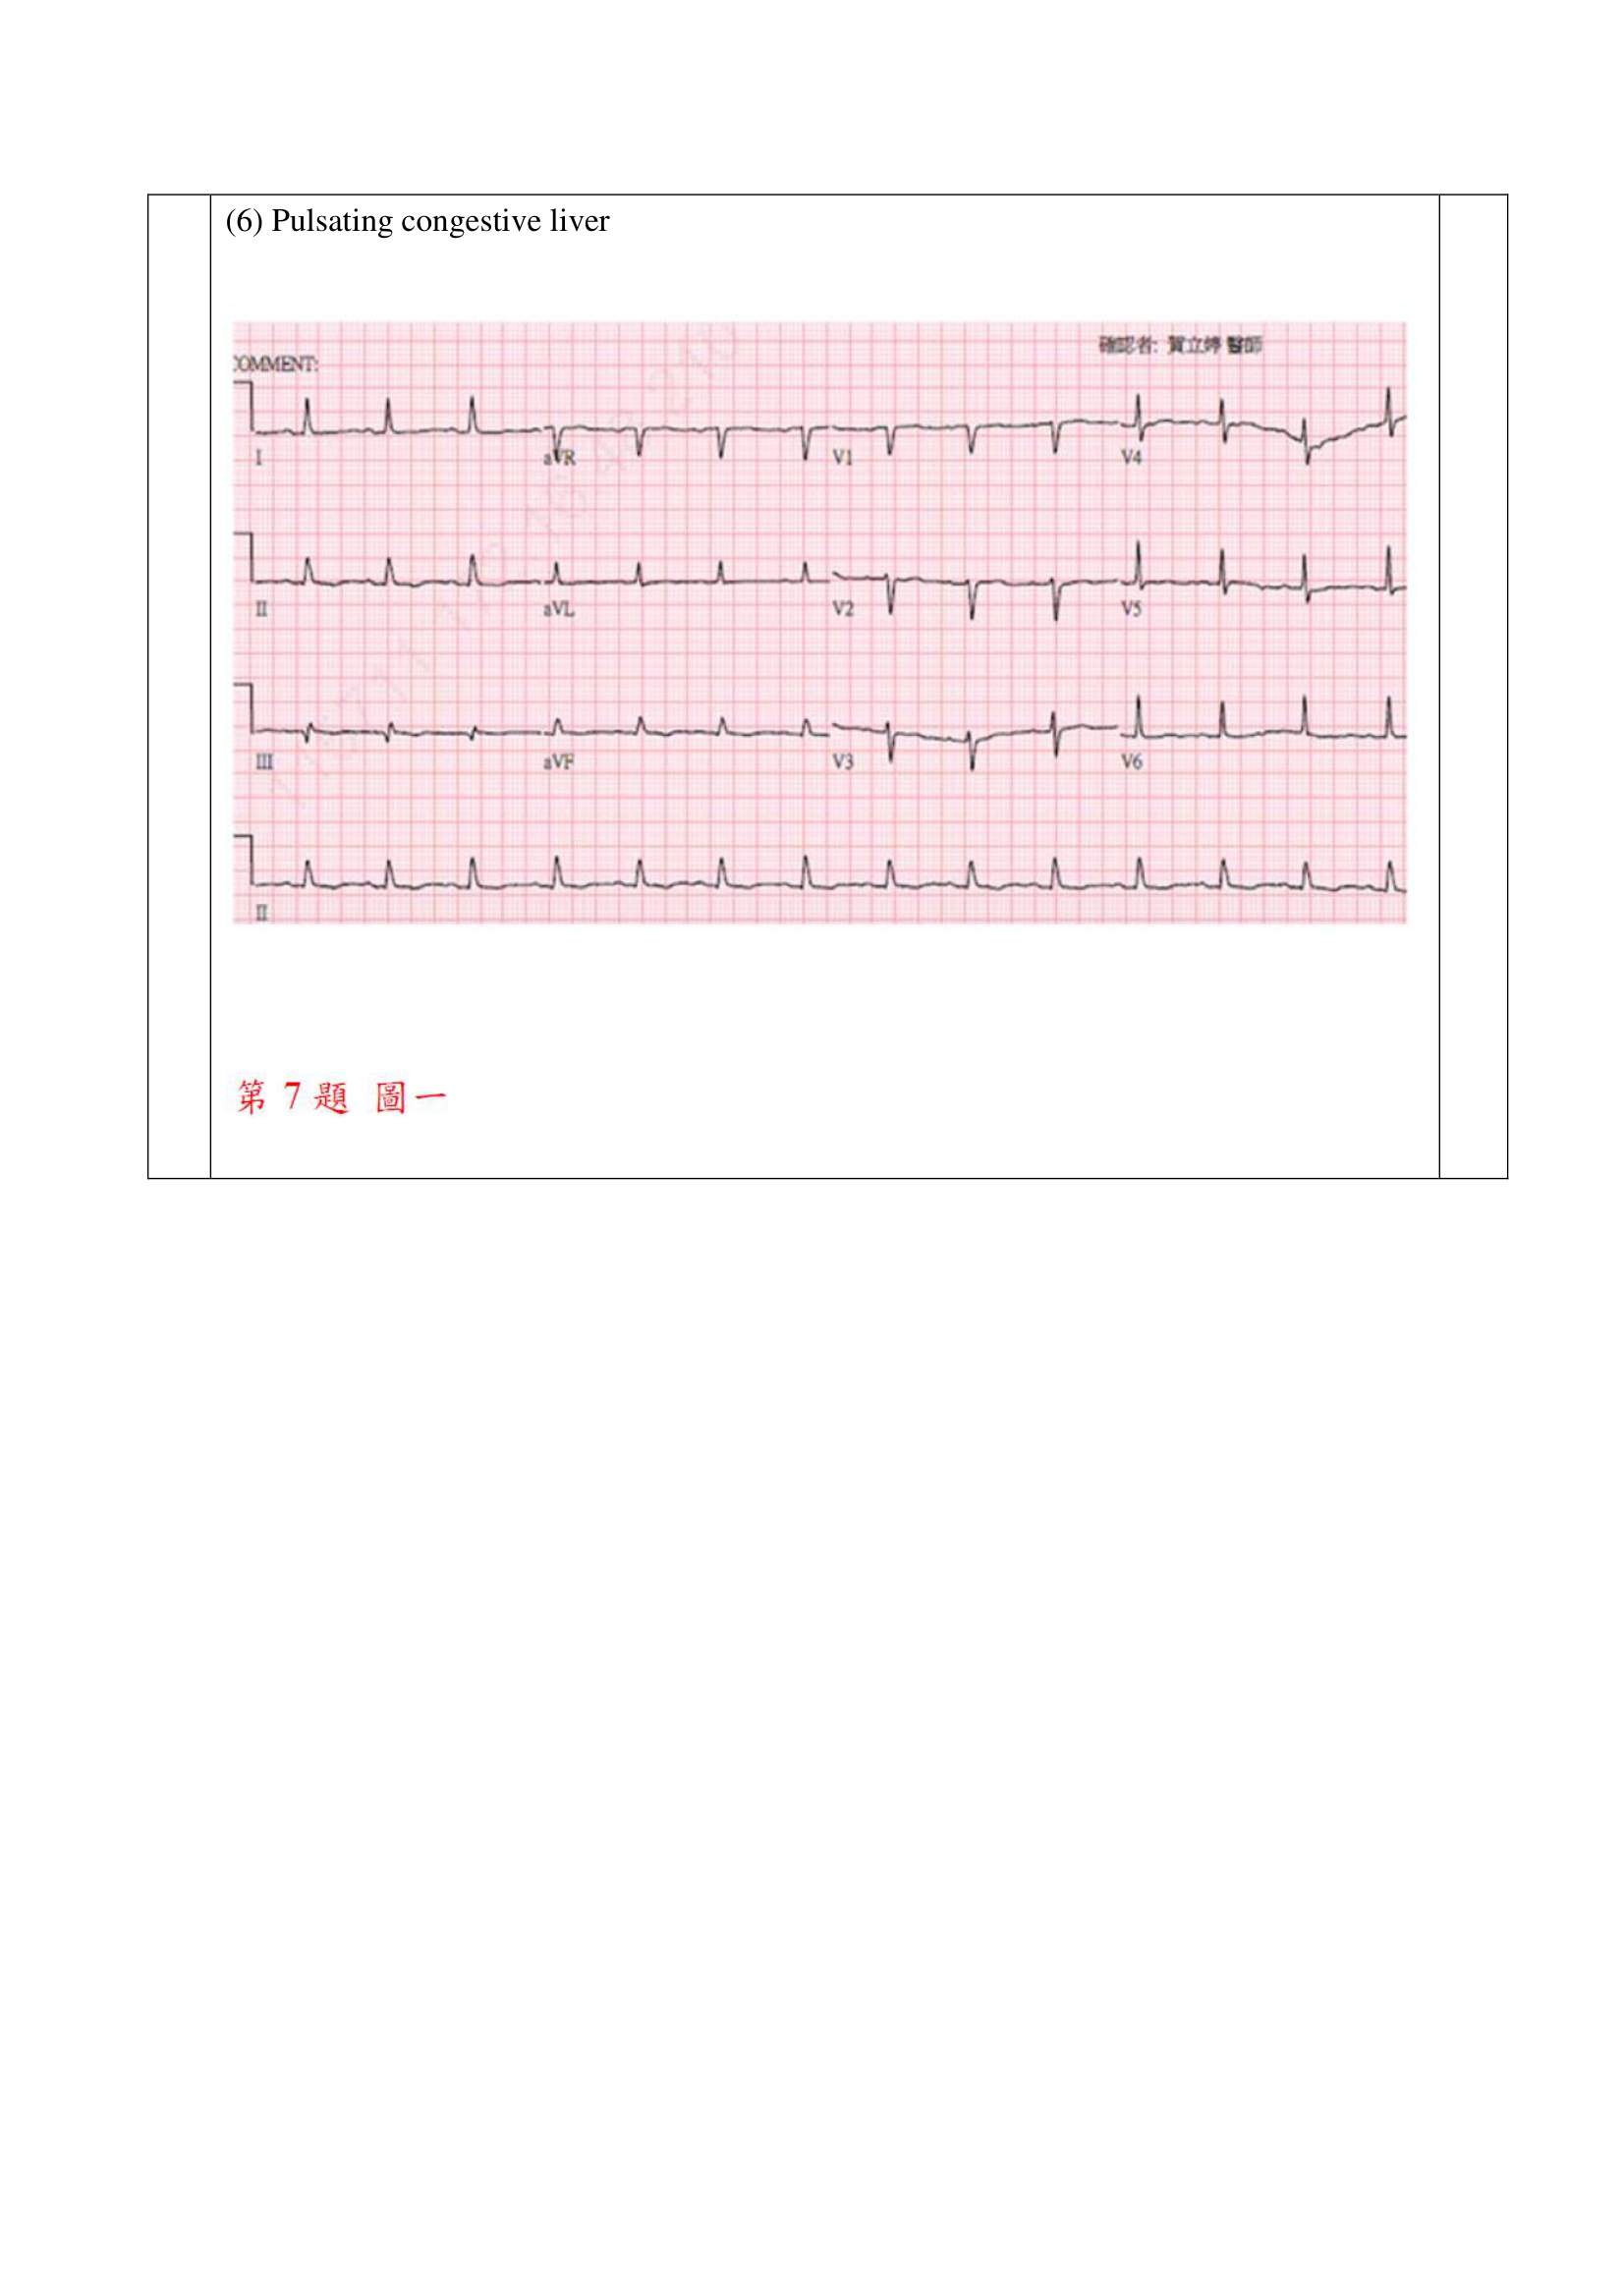 (6) Pulsating congestive liver
確認者: 賀立婷 醫師
COMMENT:
I aVR V1 V4
II aVL V2 V5
III aVF V3 V6
II
第 7 題 圖一